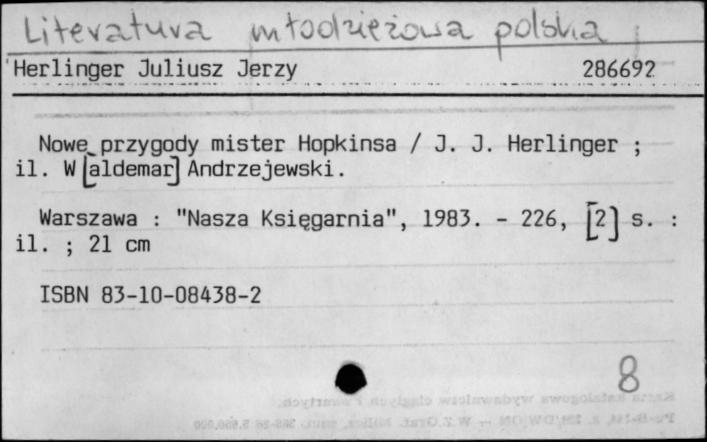 Literatura młodzieżowa polska
Herlinger Juliusz Jerzy 286692
Nowe przygody mister Hopkinsa / J. J. Herlinger ;
il. W[aldemar] Andrzejewski.
Warszawa : "Nasza Księgarnia", 1983. - 226, [2] s. :
il. ; 21 cm
ISBN 83-10-08438-2
8